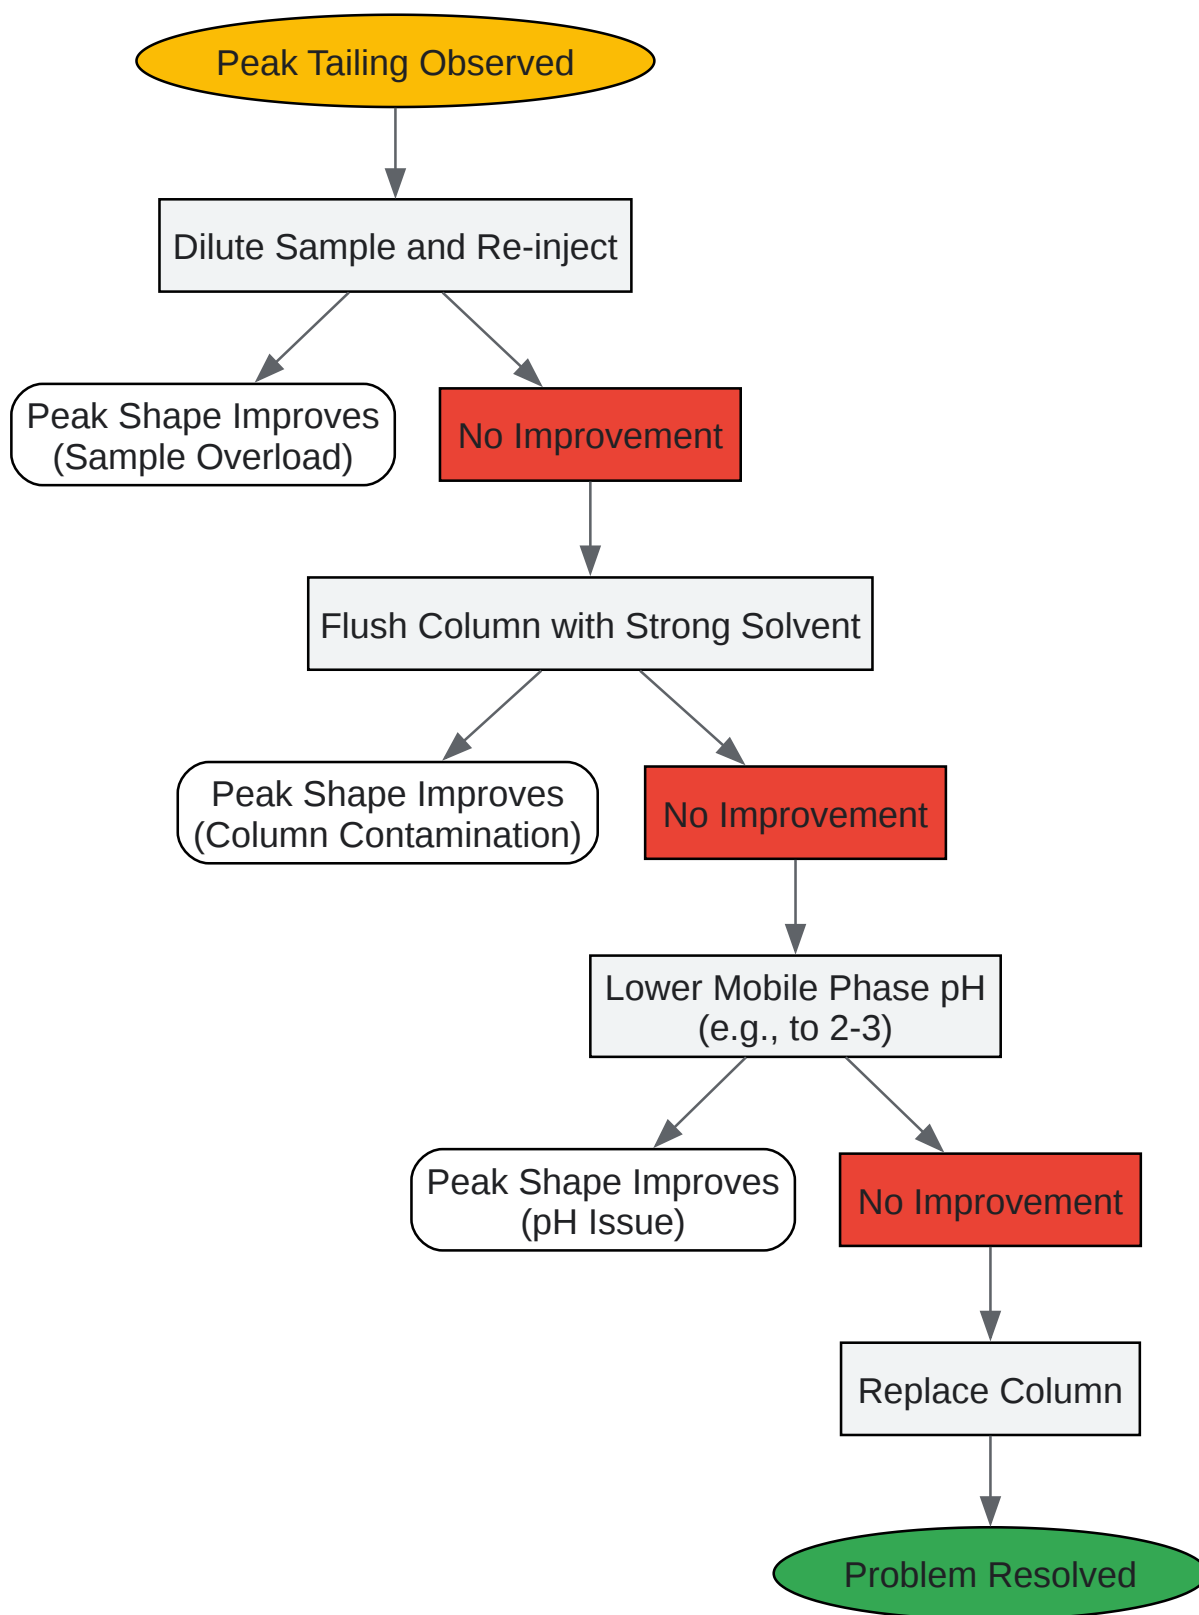 Peak Tailing Observed
Dilute Sample and Re-inject
Peak Shape Improves
(Sample Overload)
No Improvement
Flush Column with Strong Solvent
Peak Shape Improves
(Column Contamination)
No Improvement
Lower Mobile Phase pH
(e.g., to 2-3)
Peak Shape Improves
(pH Issue)
No Improvement
Replace Column
Problem Resolved